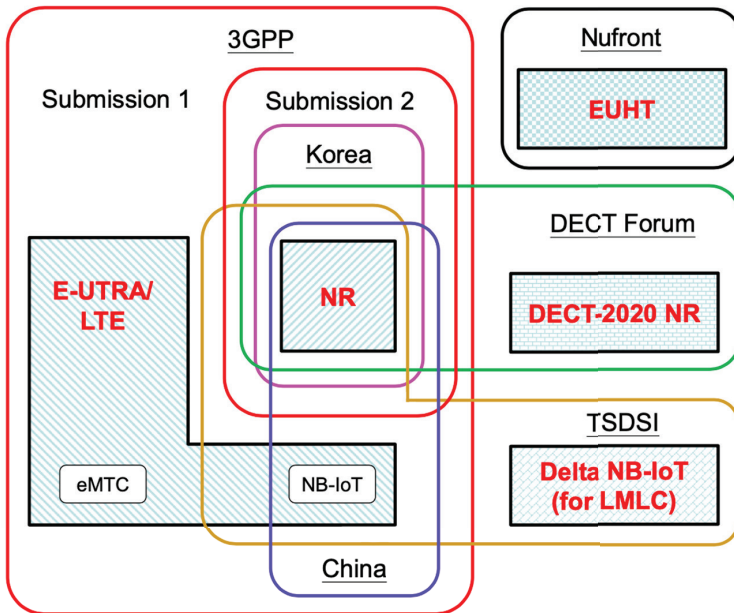 3GPP
Nufront
Submission 1
Submission 2
EUHT
Korea
DECT Forum
E-UTRA/
LTE
NR
DECT-2020 NR
TSDSI
eMTC
NB-IoT
Delta NB-IoT
(for LMLC)
China